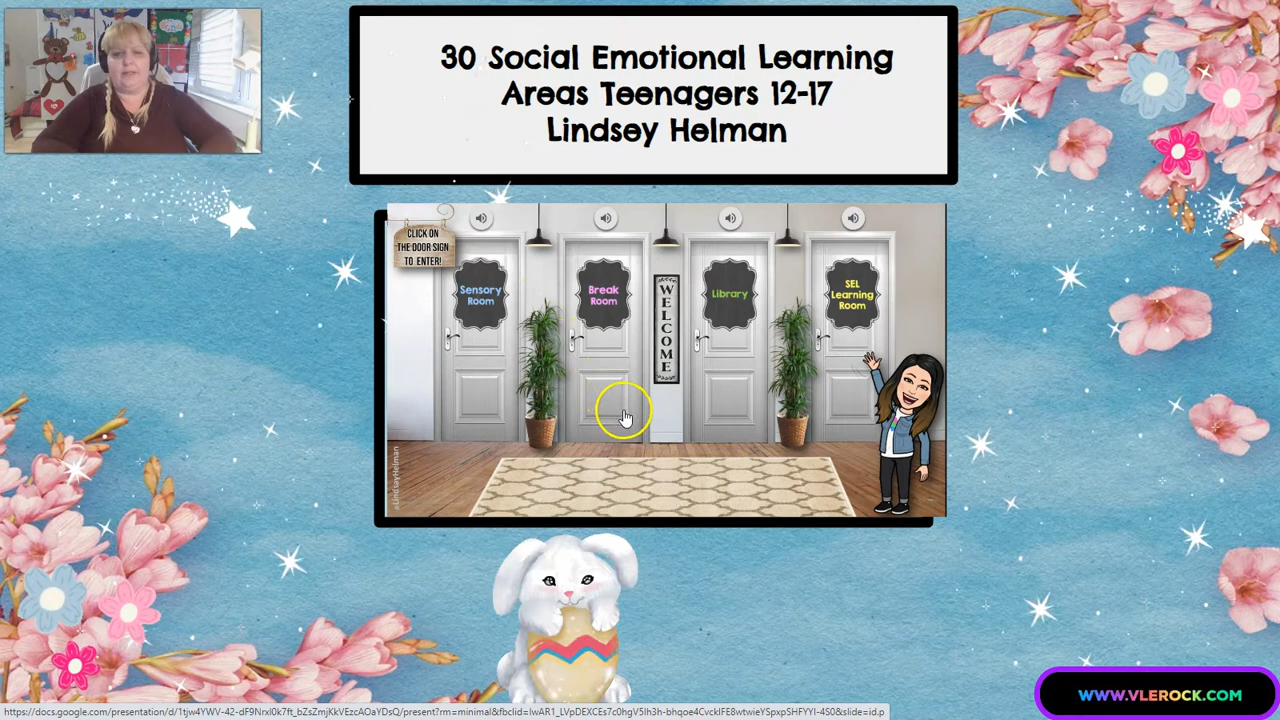 30 Social Emotional Learning
Areas Teenagers 12-17
Lindsey Helman
CLICK ON
THE DOOR SIGN
TO ENTER!
Sensory
Room
Break
Room
WELCOME
Library
SEL
Learning
Room
@LindsayHelman
WWW.VLEROCK.COM